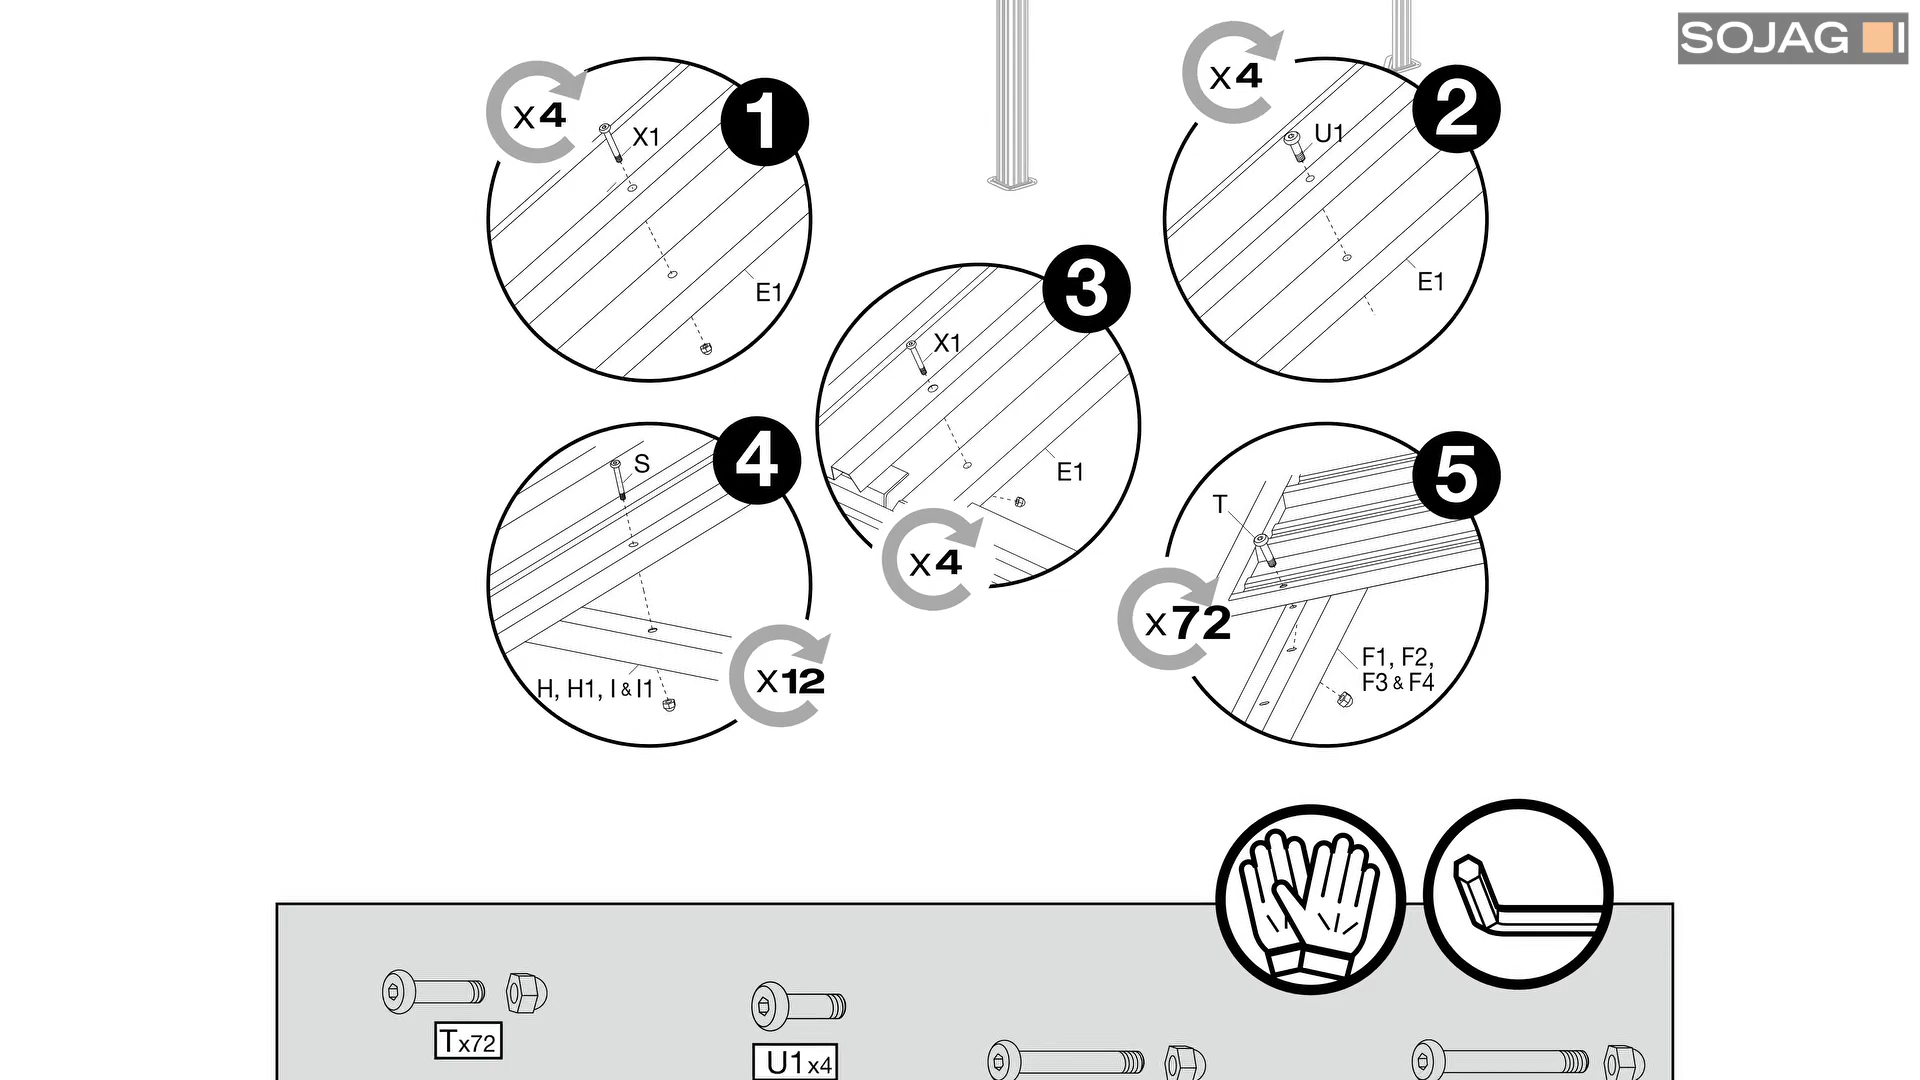 SOJAG
x4
X1
1
E1
x4
U1
2
E1
3
X1
E1
x4
4
S
H, H1, I & I1
x12
5
T
x72
F1, F2,
F3 & F4
Tx72
U1x4